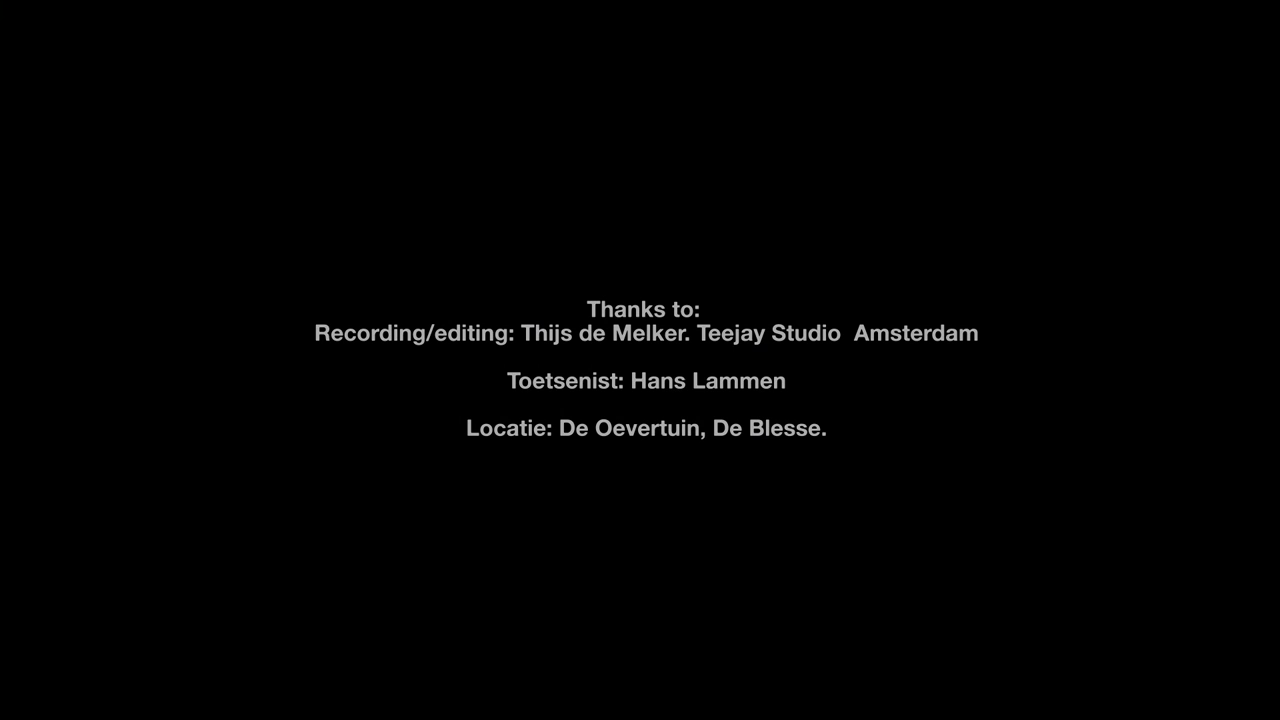 Thanks to:
Recording/editing: Thijs de Melker. Teejay Studio  Amsterdam
Toetsenist: Hans Lammen
Locatie: De Oevertuin, De Blesse.